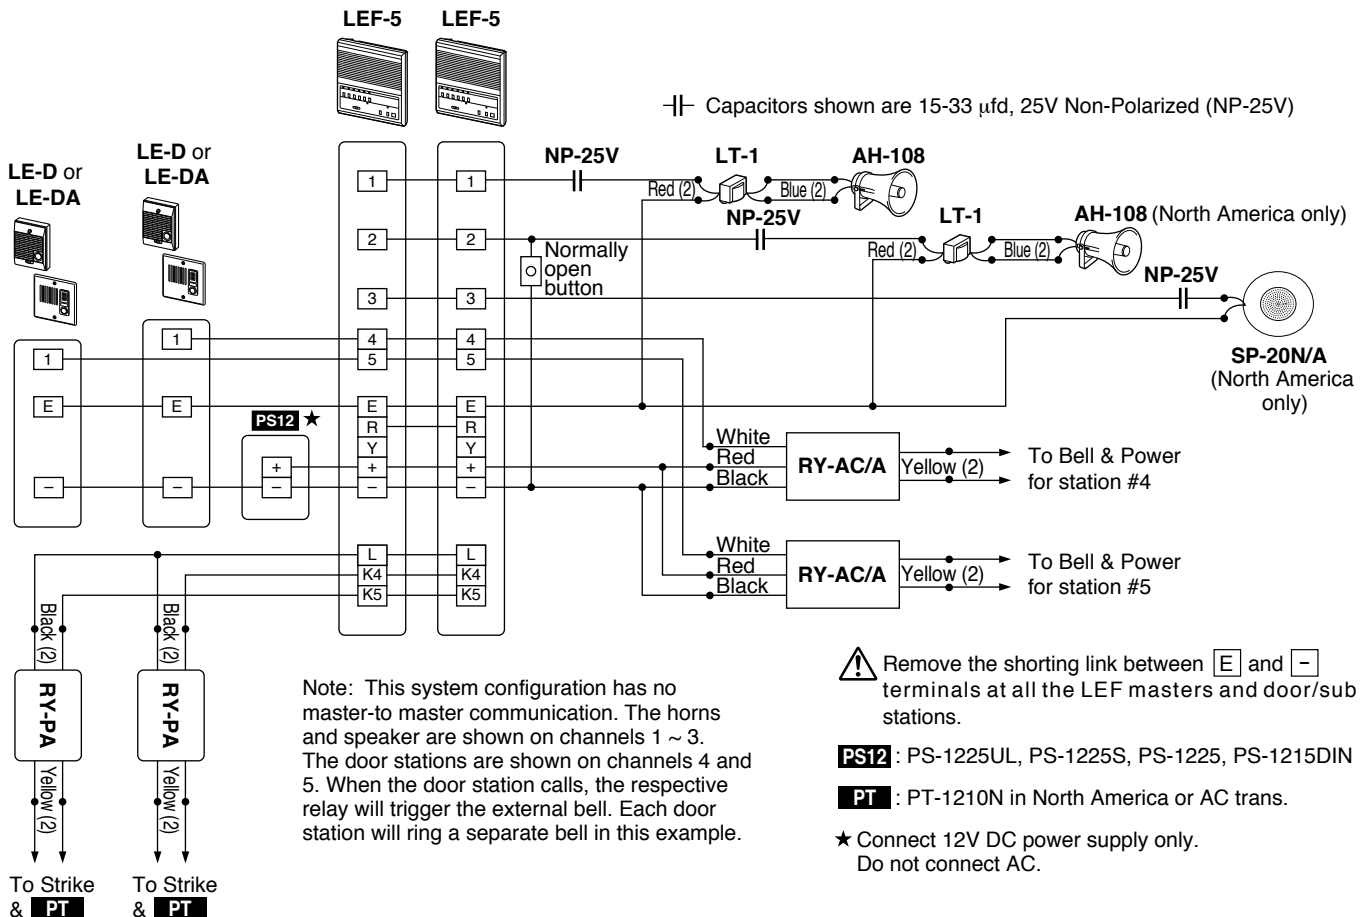 LEF-5 LEF-5
⊣⊢ Capacitors shown are 15-33 μfd, 25V Non-Polarized (NP-25V)
LE-D or
LE-DA
LE-D or
LE-DA
NP-25V LT-1 AH-108
Red (2) Blue (2)
NP-25V LT-1 AH-108 (North America only)
Red (2) Blue (2)
NP-25V
Normally
open
button
SP-20N/A
(North America
only)
1
E
−
1
E
−
PS12 ★
+
−
1
2
3
4
5
E
R
Y
+
−
L
K4
K5
1
2
3
4
5
E
R
Y
+
−
L
K4
K5
White
Red
Black
RY-AC/A
Yellow (2)
To Bell & Power
for station #4
White
Red
Black
RY-AC/A
Yellow (2)
To Bell & Power
for station #5
Black (2)
RY-PA
Yellow (2)
To Strike
& PT
Black (2)
RY-PA
Yellow (2)
To Strike
& PT
Note: This system configuration has no
master-to master communication. The horns
and speaker are shown on channels 1 ~ 3.
The door stations are shown on channels 4 and
5. When the door station calls, the respective
relay will trigger the external bell. Each door
station will ring a separate bell in this example.
Remove the shorting link between E and −
terminals at all the LEF masters and door/sub
stations.
PS12 : PS-1225UL, PS-1225S, PS-1225, PS-1215DIN
PT : PT-1210N in North America or AC trans.
★ Connect 12V DC power supply only.
Do not connect AC.